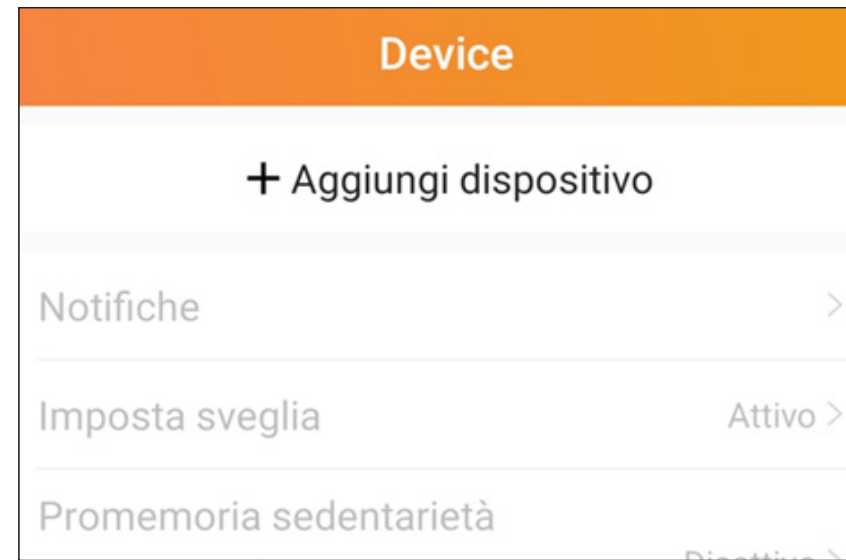 Device
+ Aggiungi dispositivo
Notifiche
Imposta sveglia Attivo
Promemoria sedentarietà